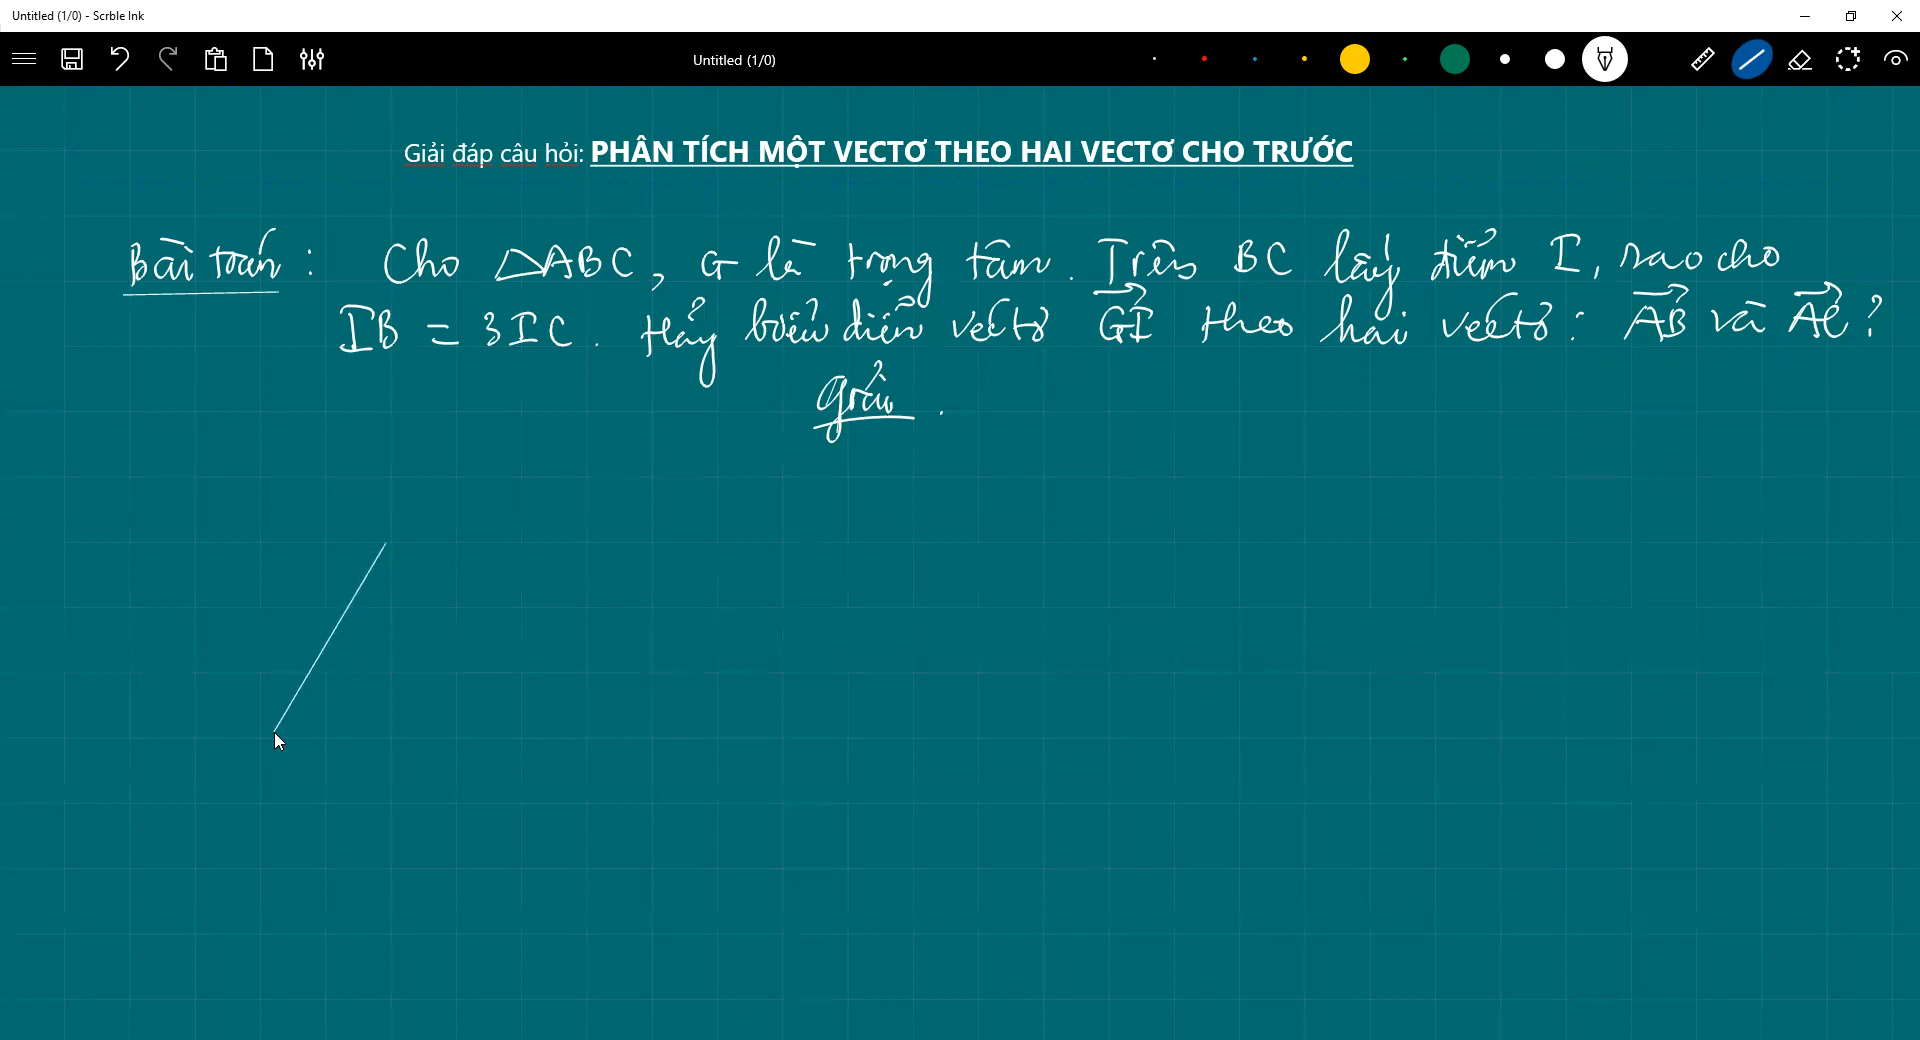 Untitled (1/0) - Scrble Ink
Untitled (1/0)
Giải đáp câu hỏi: PHÂN TÍCH MỘT VECTƠ THEO HAI VECTƠ CHO TRƯỚC
Bài toán : Cho △ABC, G là trọng tâm. Trên BC lấy điểm I, sao cho
IB = 3IC. Hãy biểu diễn vectơ GI theo hai vectơ: AB và AC?
Giải.